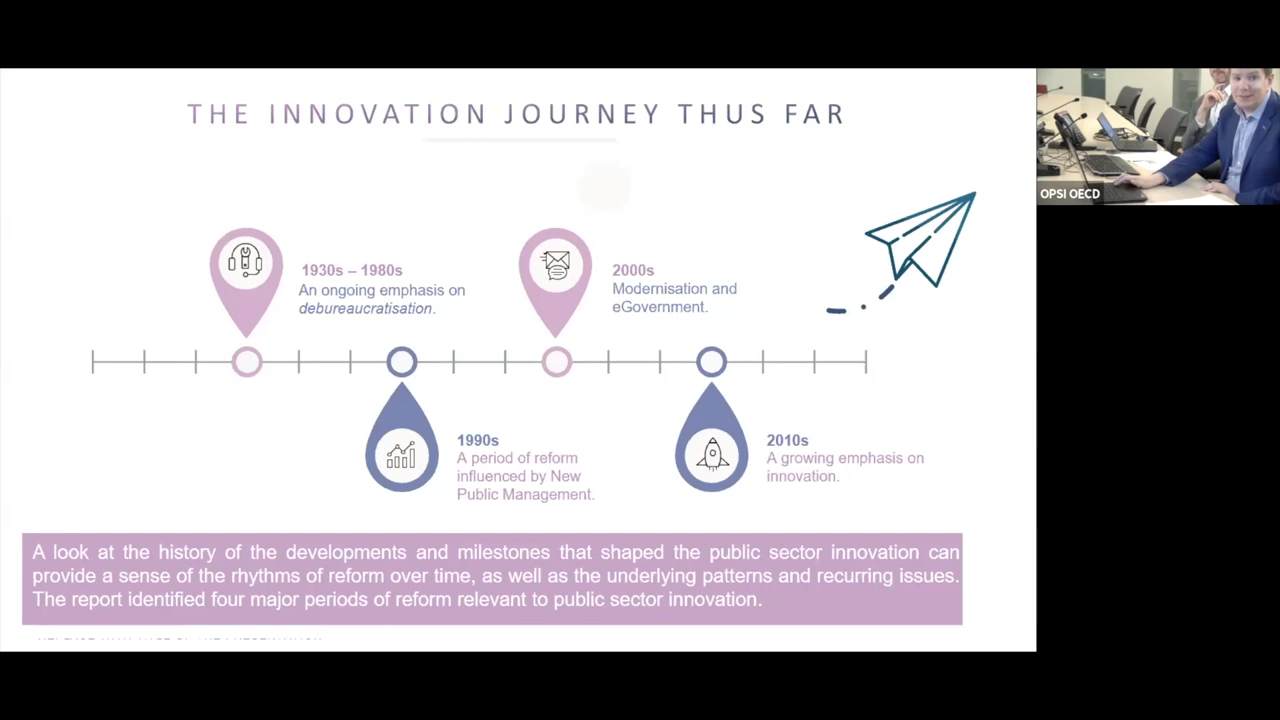 THE INNOVATION JOURNEY THUS FAR
OPSI OECD
1930s – 1980s
An ongoing emphasis on
debureaucratisation.
2000s
Modernisation and
eGovernment.
1990s
A period of reform
influenced by New
Public Management.
2010s
A growing emphasis on
innovation.
A look at the history of the developments and milestones that shaped the public sector innovation can
provide a sense of the rhythms of reform over time, as well as the underlying patterns and recurring issues.
The report identified four major periods of reform relevant to public sector innovation.